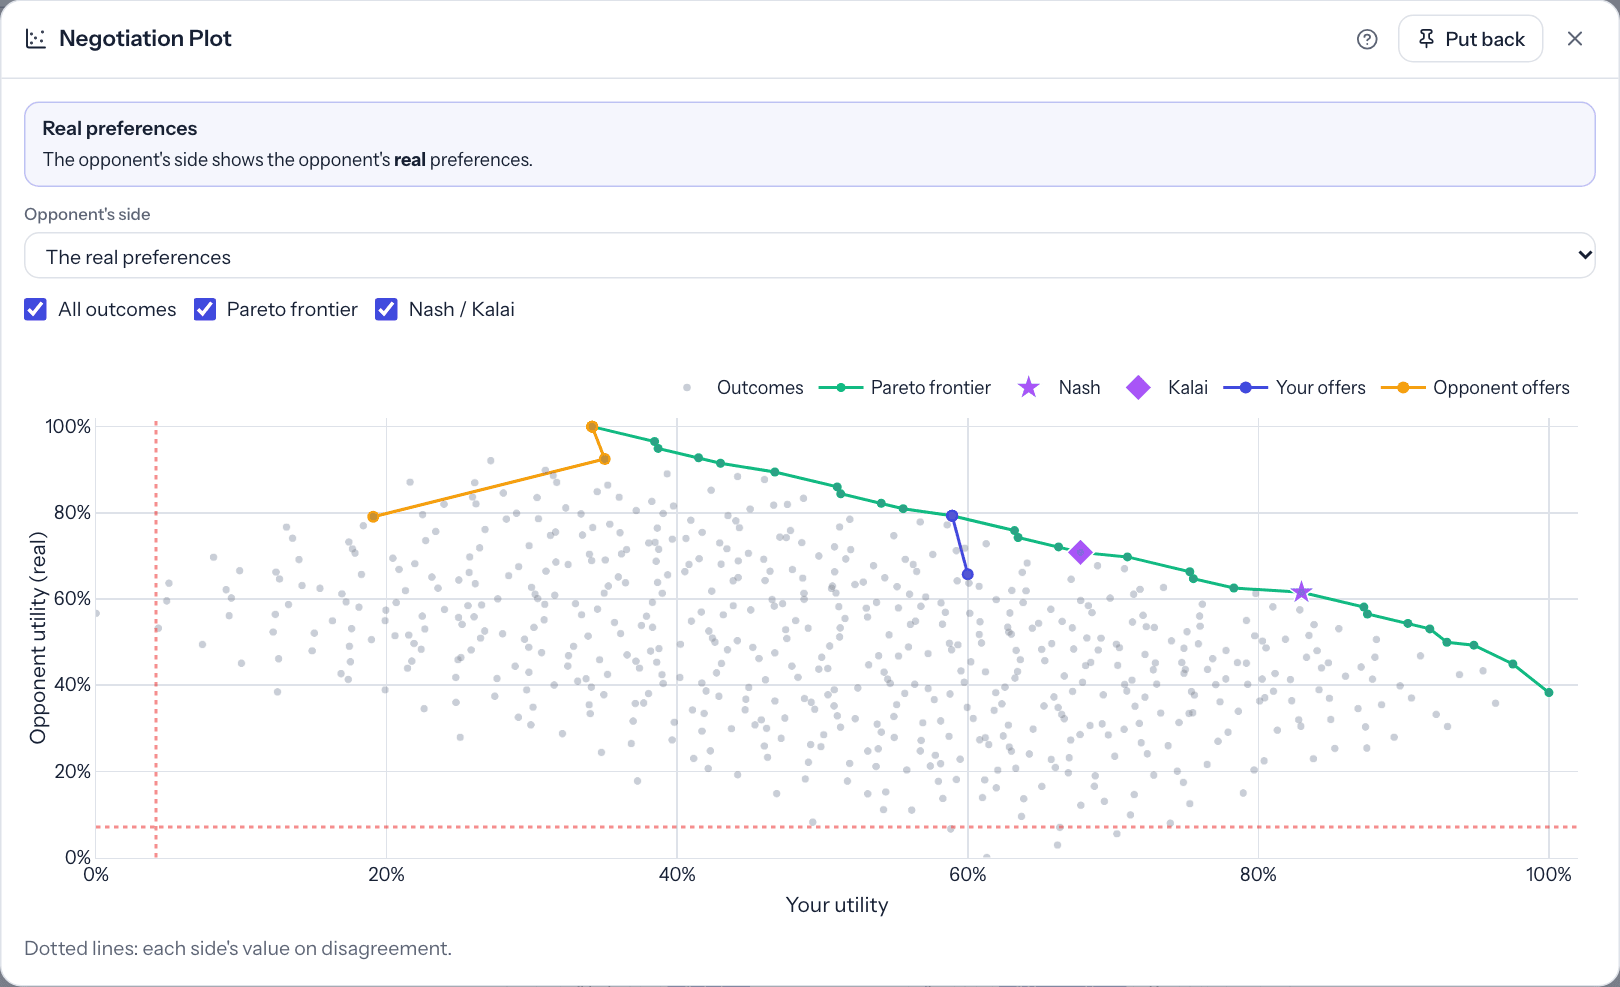 Negotiation Plot
Put back
Real preferences
The opponent's side shows the opponent's real preferences.
Opponent's side
The real preferences
All outcomes
Pareto frontier
Nash / Kalai
Outcomes
Pareto frontier
Nash
Kalai
Your offers
Opponent offers
100%
80%
60%
40%
20%
0%
Opponent utility (real)
0%
20%
40%
60%
80%
100%
Your utility
Dotted lines: each side's value on disagreement.